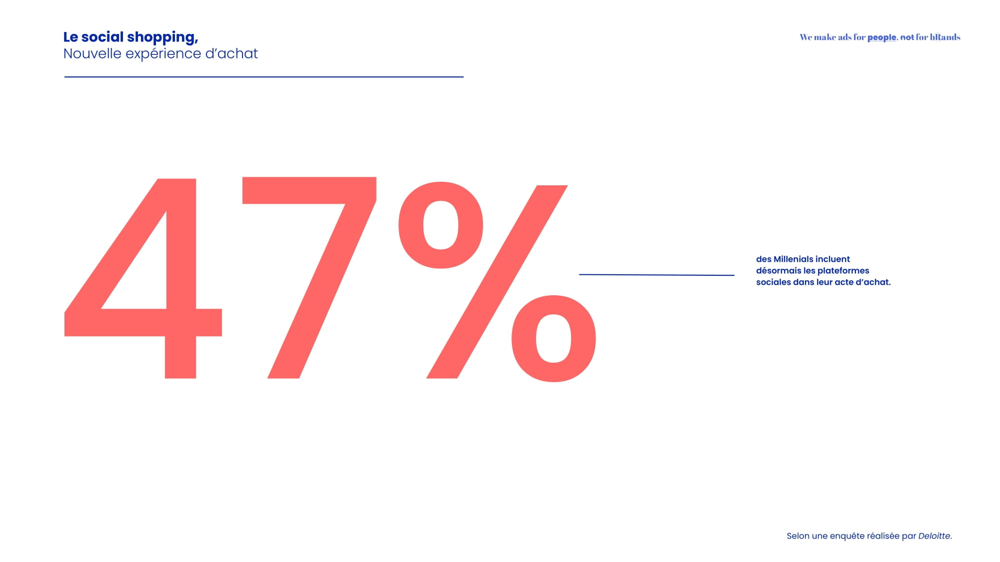 Le social shopping,
Nouvelle expérience d’achat
We make ads for people. not for bRands
47%
des Millenials incluent
désormais les plateformes
sociales dans leur acte d’achat.
Selon une enquête réalisée par Deloitte.